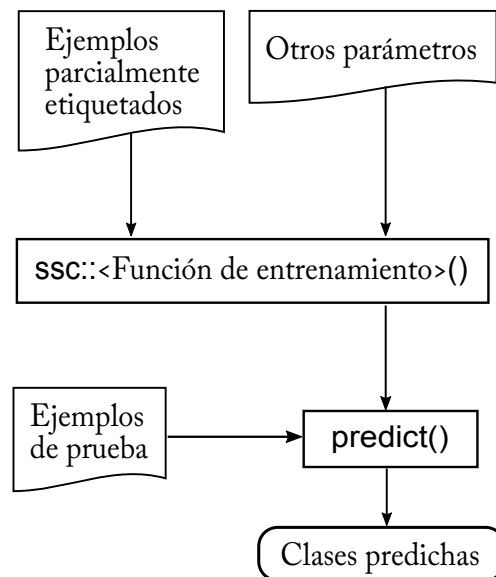 Ejemplos
parcialmente
etiquetados
Otros parámetros
ssc::<Función de entrenamiento>()
Ejemplos
de prueba
predict()
Clases predichas